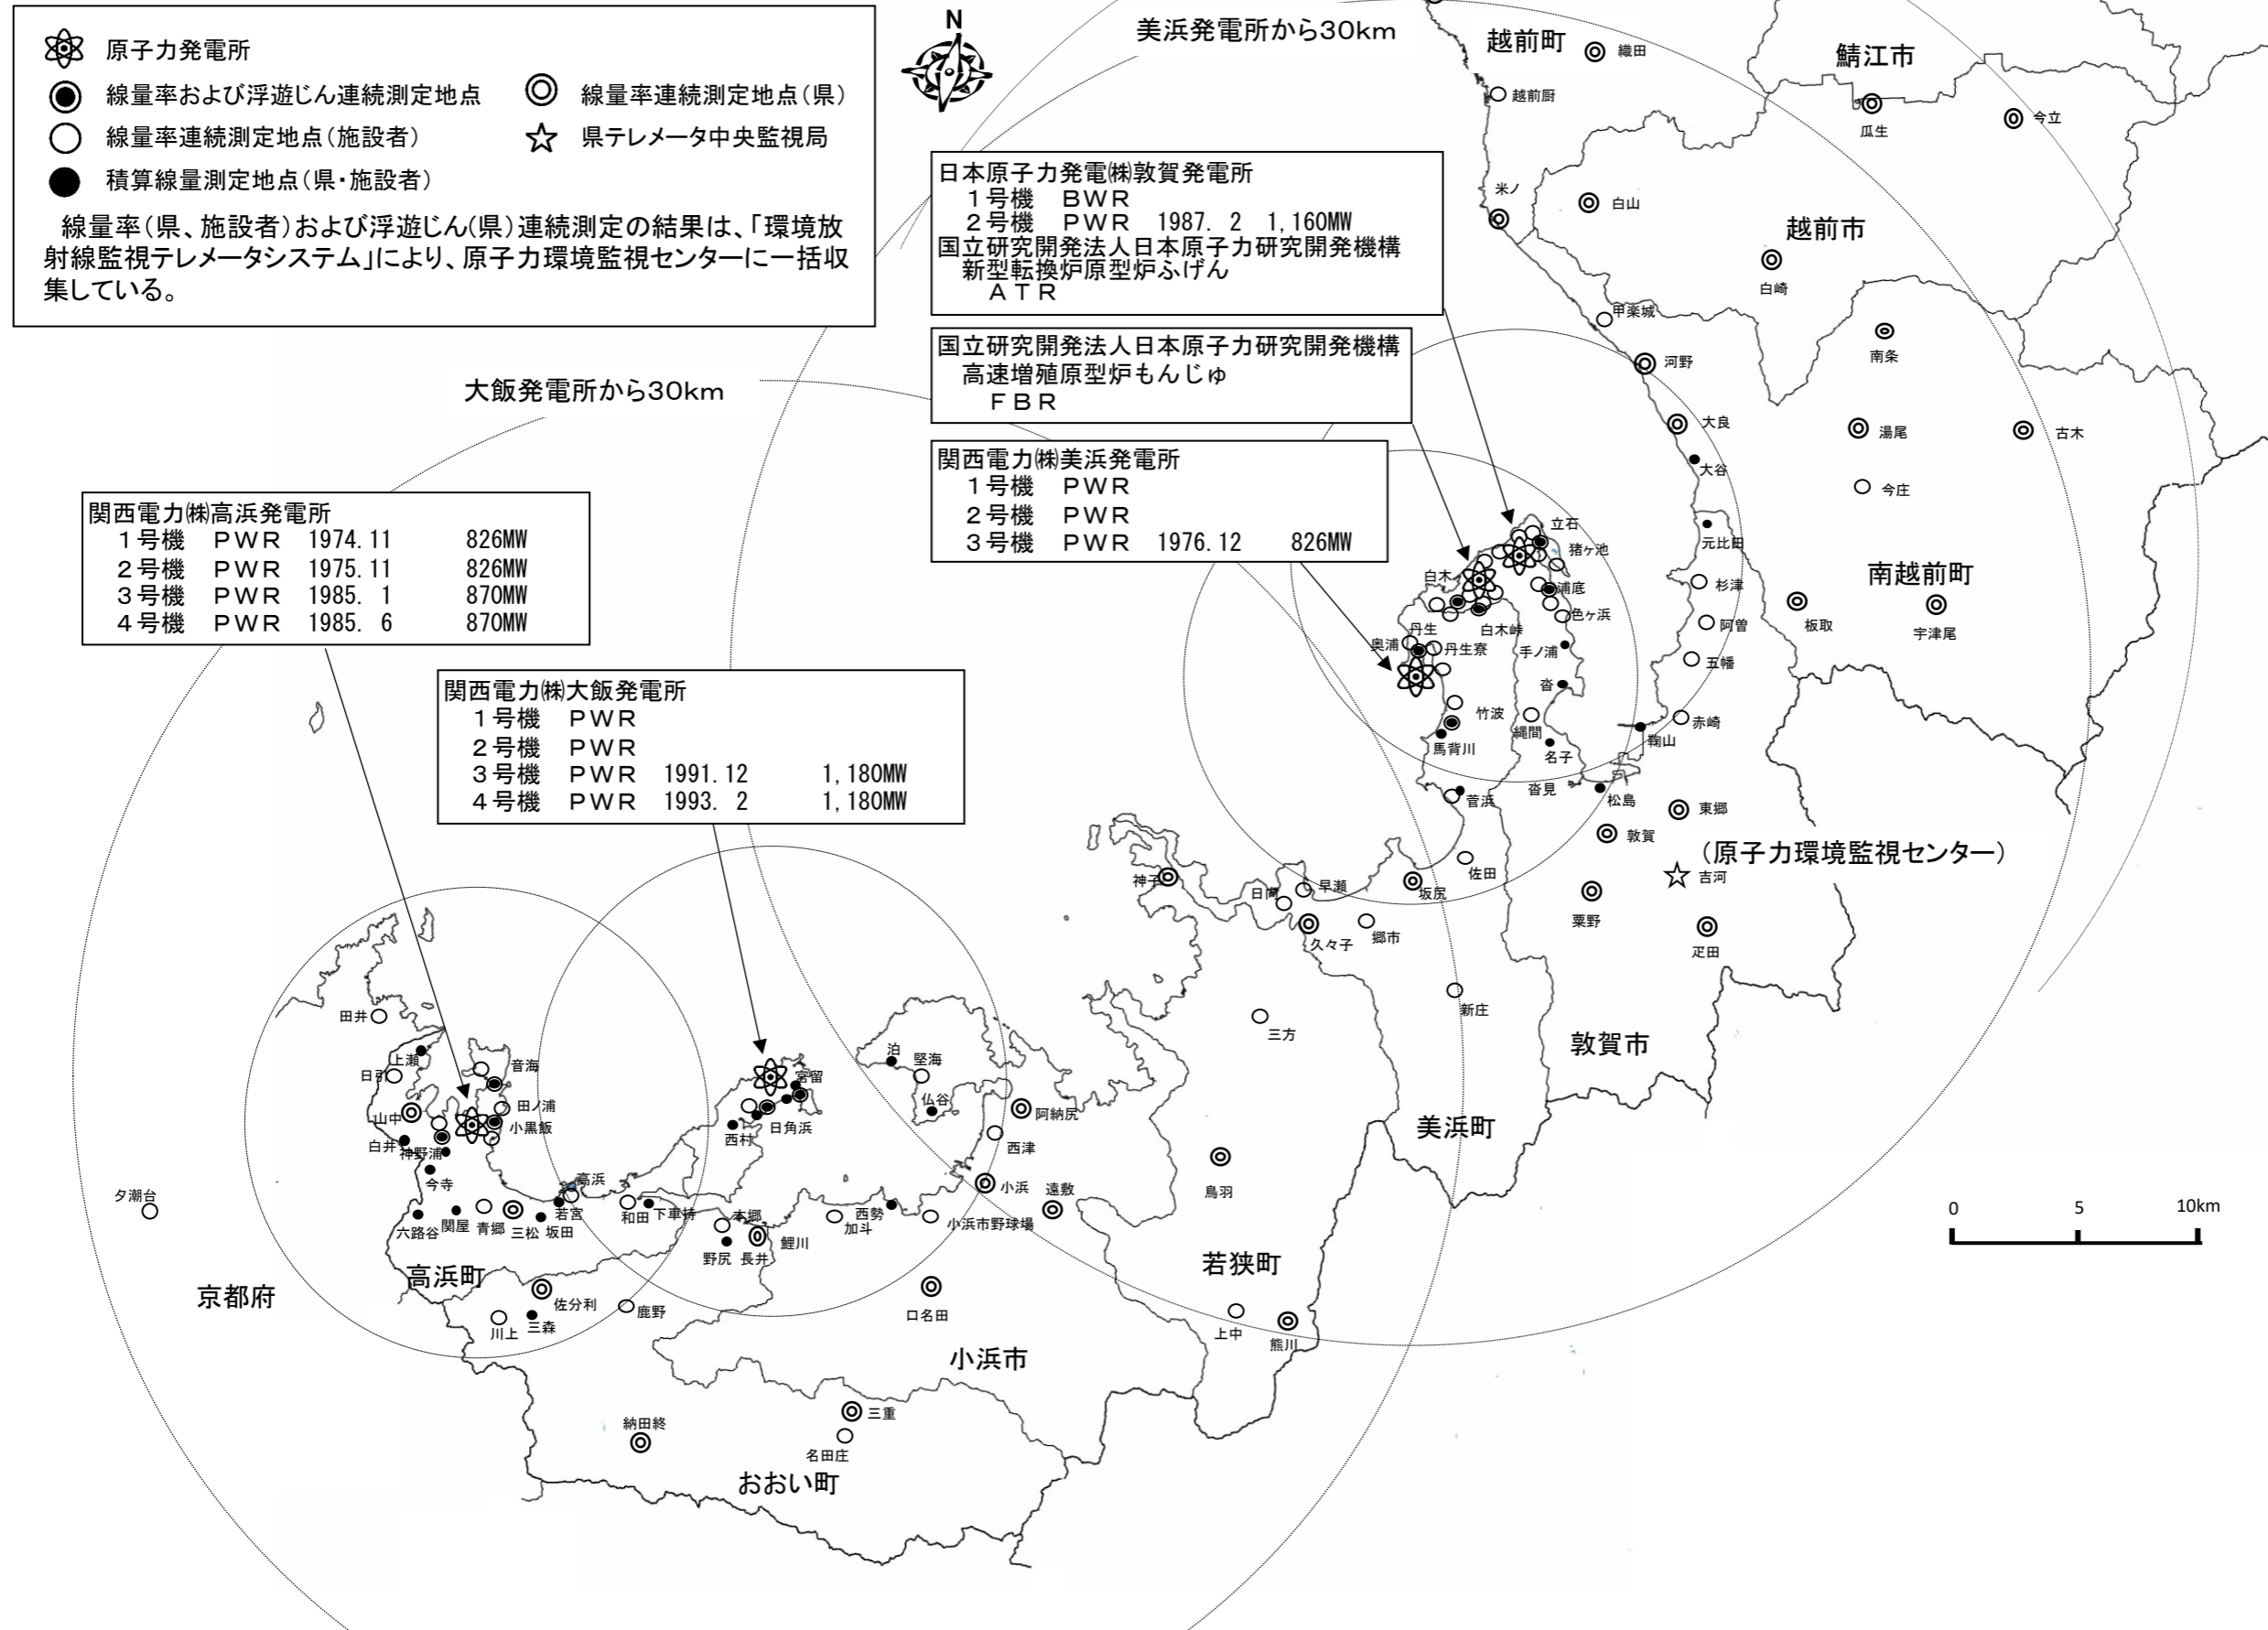 原子力発電所
線量率および浮遊じん連続測定地点
線量率連続測定地点(県)
線量率連続測定地点(施設者)
県テレメータ中央監視局
積算線量測定地点(県・施設者)
線量率(県、施設者)および浮遊じん(県)連続測定の結果は、「環境放
射線監視テレメータシステム」により、原子力環境監視センターに一括収
集している。
N
美浜発電所から30km
大飯発電所から30km
日本原子力発電㈱敦賀発電所
1号機 BWR
2号機 PWR 1987. 2 1,160MW
国立研究開発法人日本原子力研究開発機構
新型転換炉原型炉ふげん
ATR
国立研究開発法人日本原子力研究開発機構
高速増殖原型炉もんじゅ
FBR
関西電力㈱美浜発電所
1号機 PWR
2号機 PWR
3号機 PWR 1976.12 826MW
関西電力㈱高浜発電所
1号機 PWR 1974.11 826MW
2号機 PWR 1975.11 826MW
3号機 PWR 1985. 1 870MW
4号機 PWR 1985. 6 870MW
関西電力㈱大飯発電所
1号機 PWR
2号機 PWR
3号機 PWR 1991.12 1,180MW
4号機 PWR 1993. 2 1,180MW
越前町
織田
鯖江市
越前厨
瓜生
今立
米ノ
白山
越前市
白崎
甲楽城
南条
河野
大良
湯尾
古木
大谷
今庄
立石
元比田
猪ヶ池
白木
浦底
杉津
南越前町
色ヶ浜
阿曽
板取
宇津尾
丹生
白木峠
奥浦
丹生寮
手ノ浦
五幡
沓
竹波
縄間
赤崎
馬背川
名子
鞠山
菅浜
沓見
松島
東郷
敦賀
(原子力環境監視センター)
吉河
佐田
神子
日向
早瀬
坂尻
粟野
久々子
郷市
疋田
新庄
三方
敦賀市
美浜町
田井
上瀬
日引
音海
山中
田ノ浦
小黒飯
白井
神野浦
今寺
宮留
日角浜
西村
泊
堅海
仏谷
阿納尻
西津
鳥羽
夕潮台
高浜
六路谷
関屋
青郷
三松
坂田
若宮
和田
下車持
本郷
野尻
長井
鯉川
加斗
西勢
小浜
遠敷
小浜市野球場
0
5
10km
高浜町
京都府
佐分利
鹿野
川上
三森
口名田
若狭町
上中
熊川
小浜市
納田終
三重
名田庄
おおい町